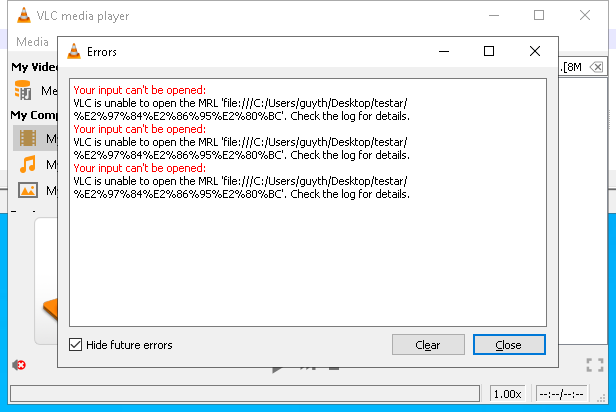 VLC media player
Media
Errors
My Video
.[8M
Me
My Comp
My
My
My
Your input can't be opened:
VLC is unable to open the MRL 'file:///C:/Users/guyth/Desktop/testar/
%E2%97%84%E2%86%95%E2%80%BC'. Check the log for details.
Your input can't be opened:
VLC is unable to open the MRL 'file:///C:/Users/guyth/Desktop/testar/
%E2%97%84%E2%86%95%E2%80%BC'. Check the log for details.
Your input can't be opened:
VLC is unable to open the MRL 'file:///C:/Users/guyth/Desktop/testar/
%E2%97%84%E2%86%95%E2%80%BC'. Check the log for details.
Hide future errors
Clear
Close
1.00x
--:--/--:--